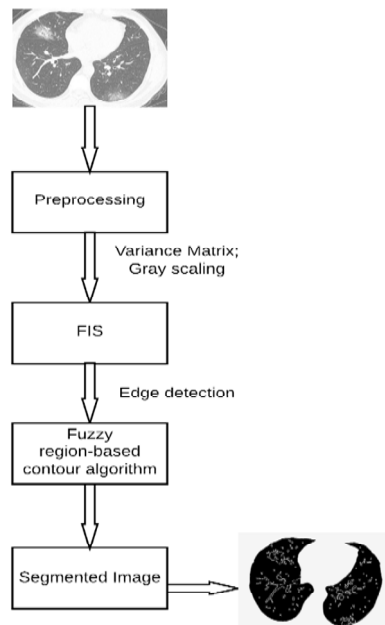 Preprocessing
Variance Matrix;
Gray scaling
FIS
Edge detection
Fuzzy
region-based
contour algorithm
Segmented Image